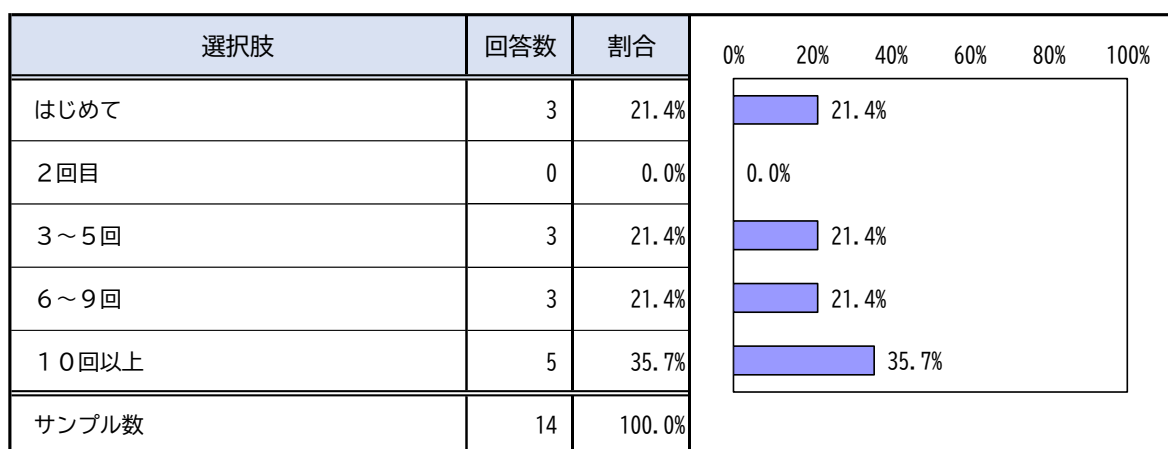 選択肢 回答数 割合
はじめて 3 21.4%
2回目 0 0.0%
3～5回 3 21.4%
6～9回 3 21.4%
10回以上 5 35.7%
サンプル数 14 100.0%
0% 20% 40% 60% 80% 100%
21.4%
0.0%
21.4%
21.4%
35.7%